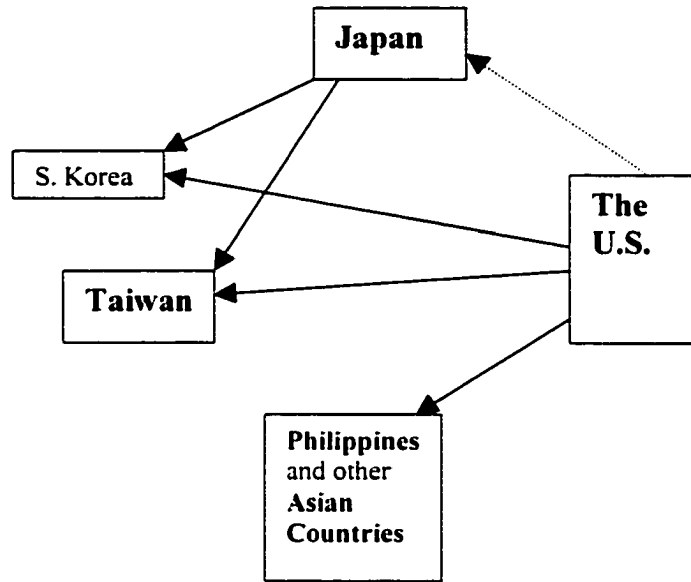 Japan
S. Korea
The
U.S.
Taiwan
Philippines
and other
Asian
Countries